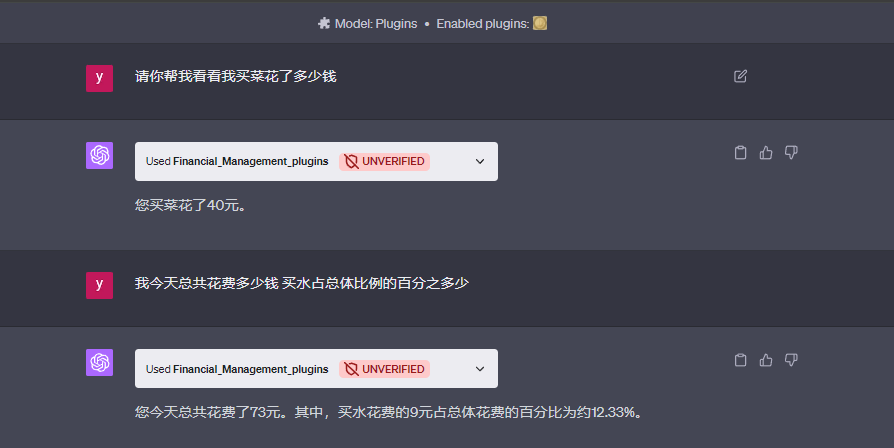 Model: Plugins • Enabled plugins:
y
请你帮我看看我买菜花了多少钱
Used Financial_Management_plugins UNVERIFIED
您买菜花了40元。
y
我今天总共花费多少钱 买水占总体比例的百分之多少
Used Financial_Management_plugins UNVERIFIED
您今天总共花费了73元。其中，买水花费的9元占总体花费的百分比为约12.33%。